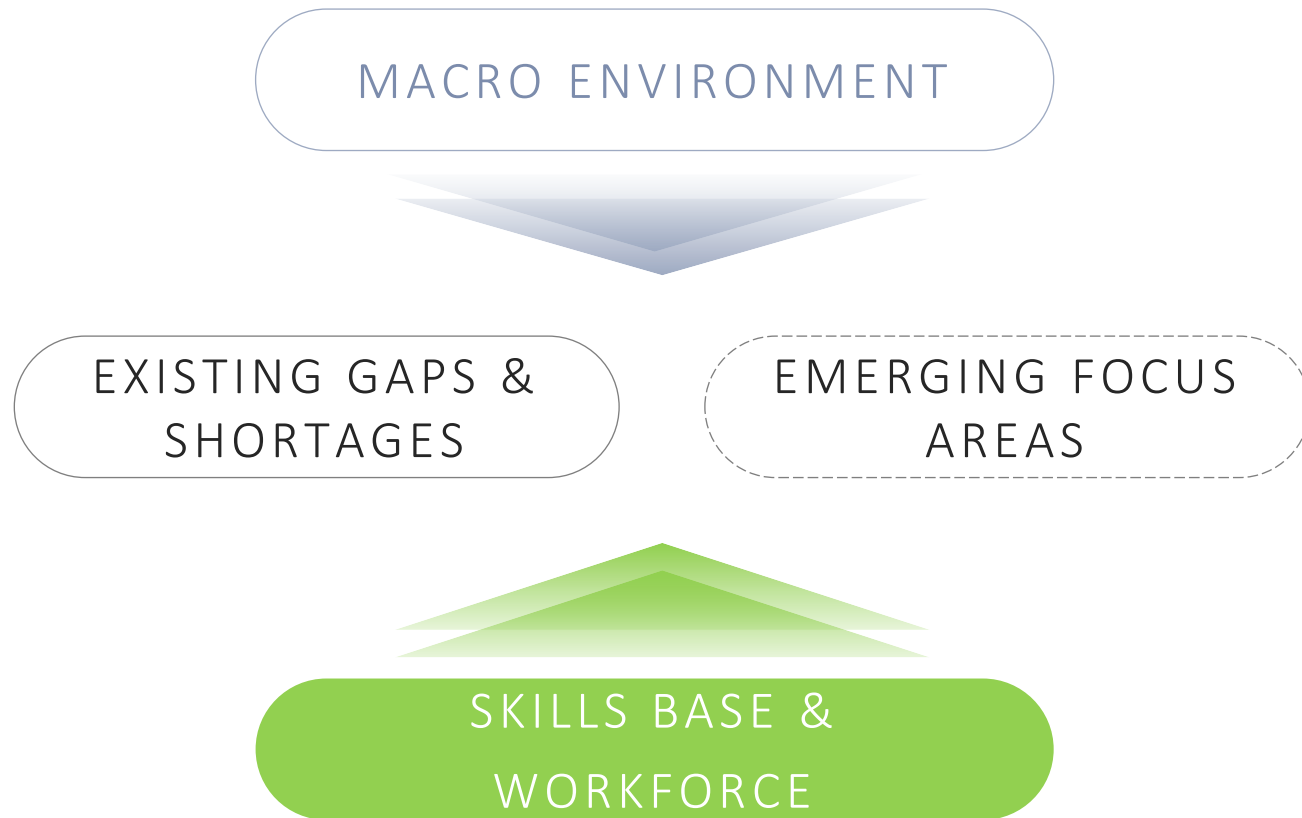 MACRO ENVIRONMENT
EXISTING GAPS &
SHORTAGES
EMERGING FOCUS
AREAS
SKILLS BASE &
WORKFORCE